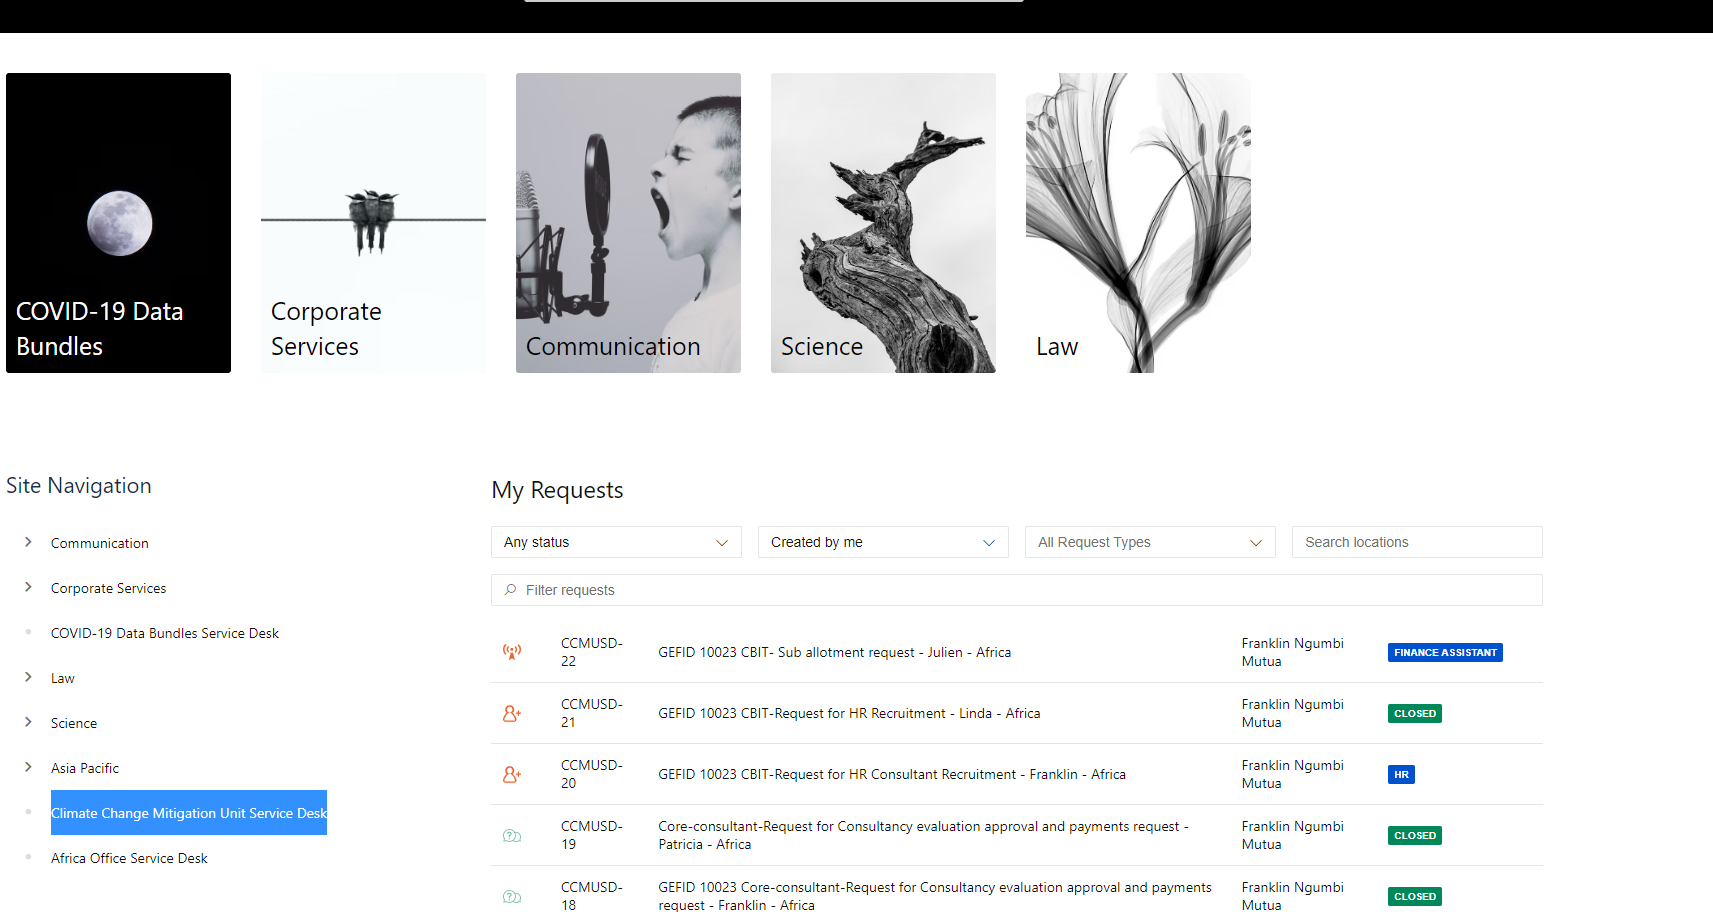 COVID-19 Data
Bundles
Corporate
Services
Communication
Science
Law
Site Navigation
Communication
Corporate Services
COVID-19 Data Bundles Service Desk
Law
Science
Asia Pacific
Climate Change Mitigation Unit Service Desk
Africa Office Service Desk
My Requests
Any status
Created by me
All Request Types
Search locations
Filter requests
CCMUSD-
22
GEFID 10023 CBIT- Sub allotment request - Julien - Africa
Franklin Ngumbi
Mutua
FINANCE ASSISTANT
CCMUSD-
21
GEFID 10023 CBIT-Request for HR Recruitment - Linda - Africa
Franklin Ngumbi
Mutua
CLOSED
CCMUSD-
20
GEFID 10023 CBIT-Request for HR Consultant Recruitment - Franklin - Africa
Franklin Ngumbi
Mutua
HR
CCMUSD-
19
Core-consultant-Request for Consultancy evaluation approval and payments request -
Patricia - Africa
Franklin Ngumbi
Mutua
CLOSED
CCMUSD-
18
GEFID 10023 Core-consultant-Request for Consultancy evaluation approval and payments
request - Franklin - Africa
Franklin Ngumbi
Mutua
CLOSED